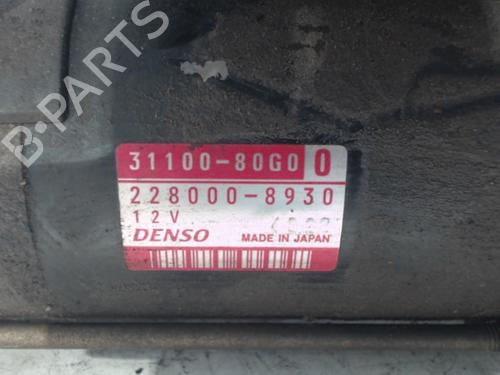 B-PARTS
31100-80G0 0
228000-8930
12V
DENSO MADE IN JAPAN